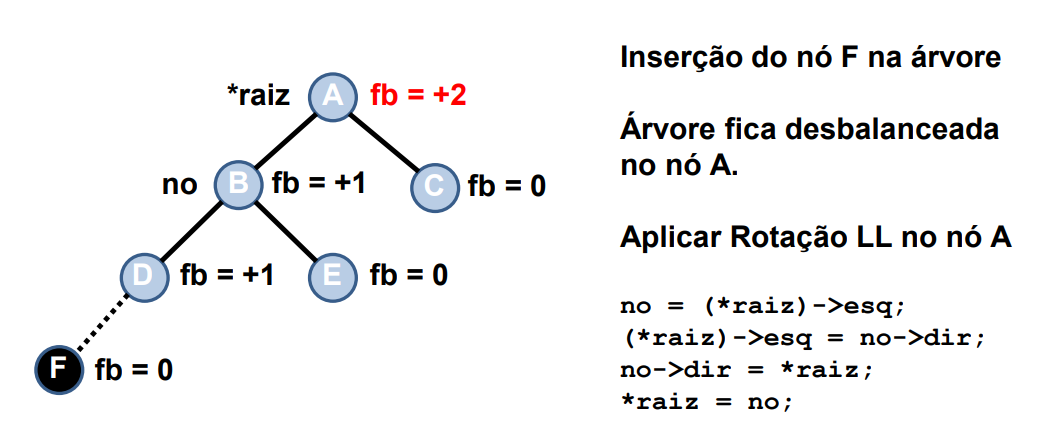 *raiz A fb = +2
no B fb = +1 C fb = 0
D fb = +1 E fb = 0
F fb = 0
Inserção do nó F na árvore
Árvore fica desbalanceada
no nó A.
Aplicar Rotação LL no nó A
no = (*raiz)->esq;
(*raiz)->esq = no->dir;
no->dir = *raiz;
*raiz = no;